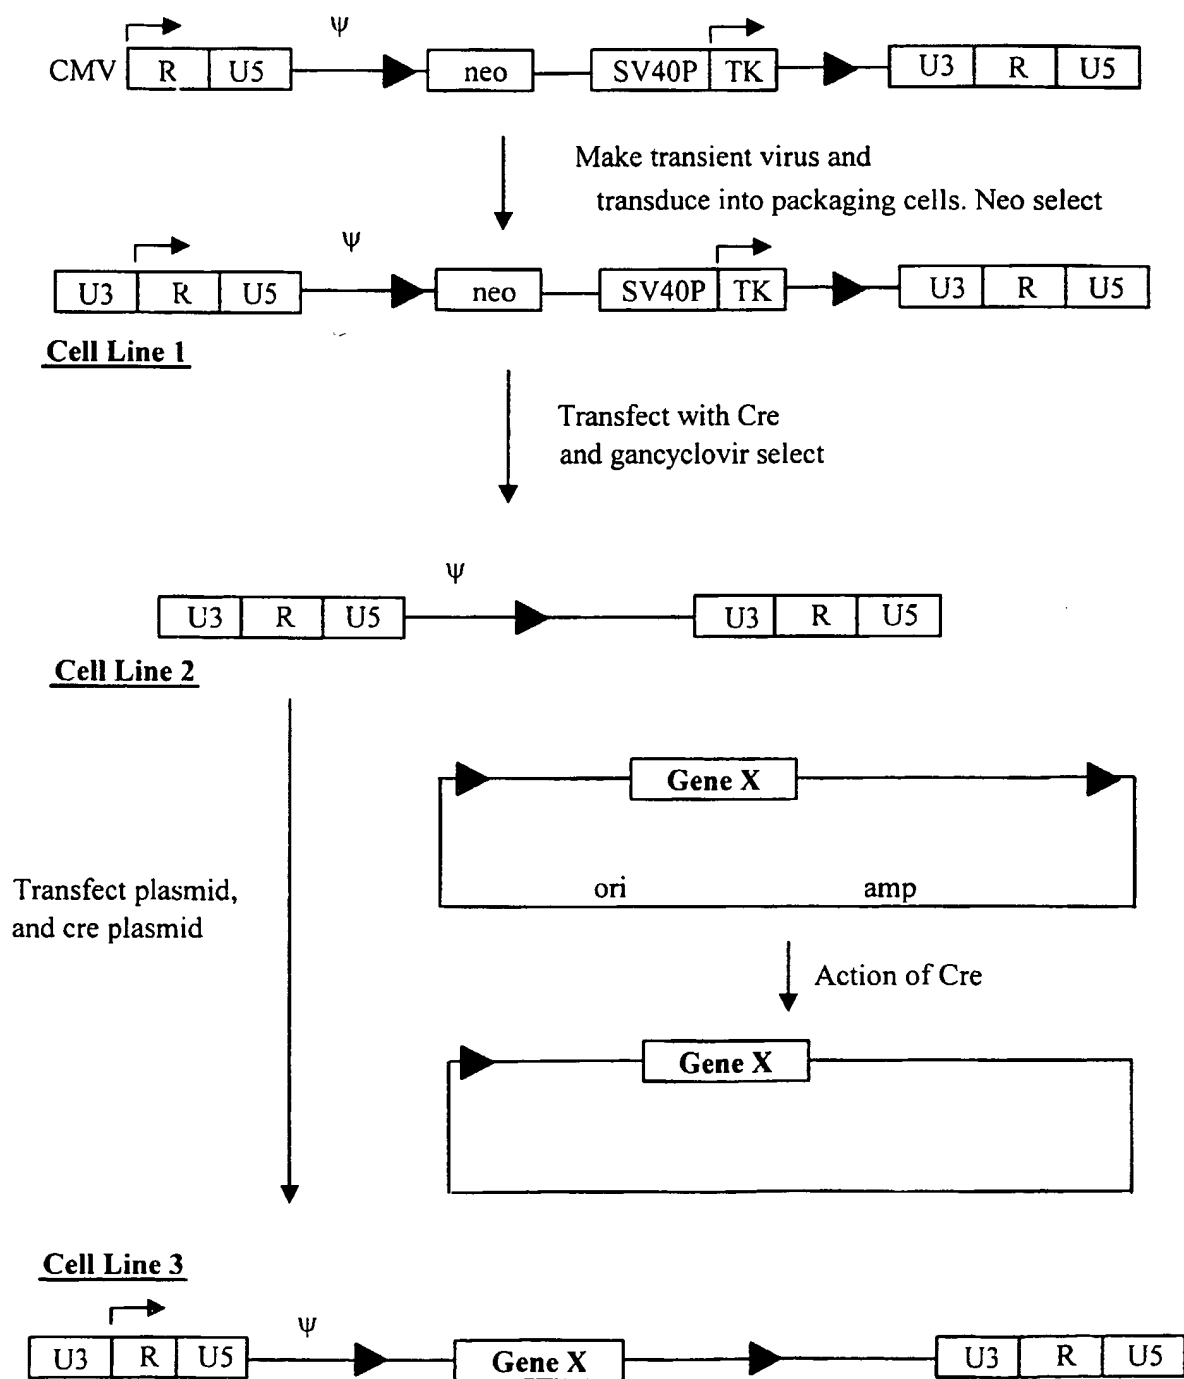 ψ
CMV R U5 neo SV40P TK U3 R U5
Make transient virus and
transduce into packaging cells. Neo select
ψ
U3 R U5 neo SV40P TK U3 R U5
Cell Line 1
Transfect with Cre
and gancyclovir select
ψ
U3 R U5 U3 R U5
Cell Line 2
Gene X
ori amp
Transfect plasmid,
and cre plasmid
Action of Cre
Gene X
Cell Line 3
ψ
U3 R U5 Gene X U3 R U5